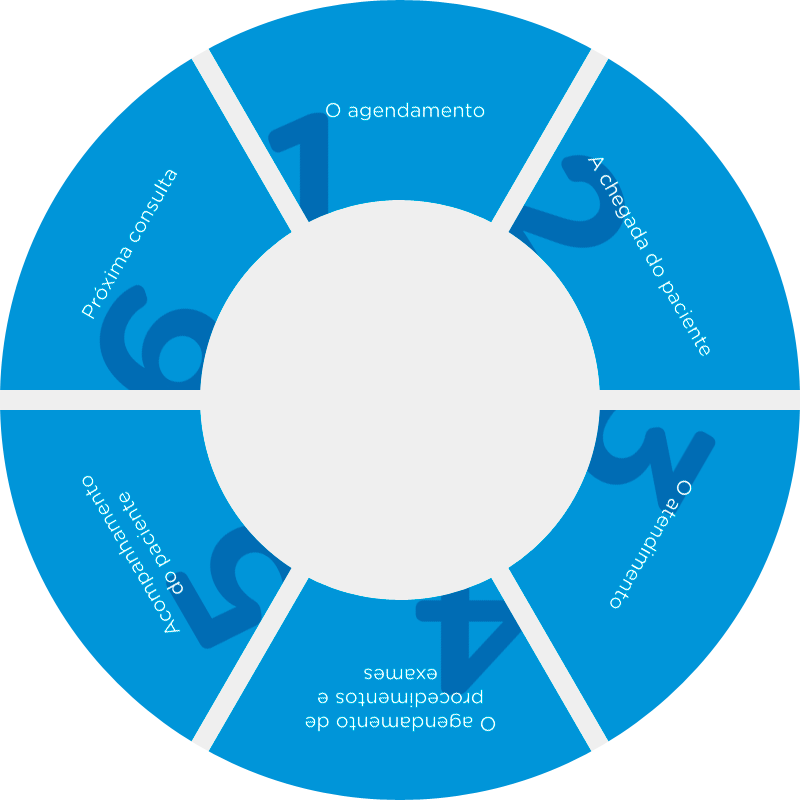 1
O agendamento
2
A chegada do paciente
3
O atendimento
4
O agendamento de
procedimentos e
exames
5
Acompanhamento
do paciente
6
Próxima consulta